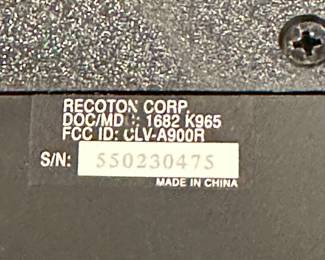 RECOTON CORP
DOC/MD : 1682 K965
FCC ID: CLV-A900R
S/N: 550230475
MADE IN CHINA